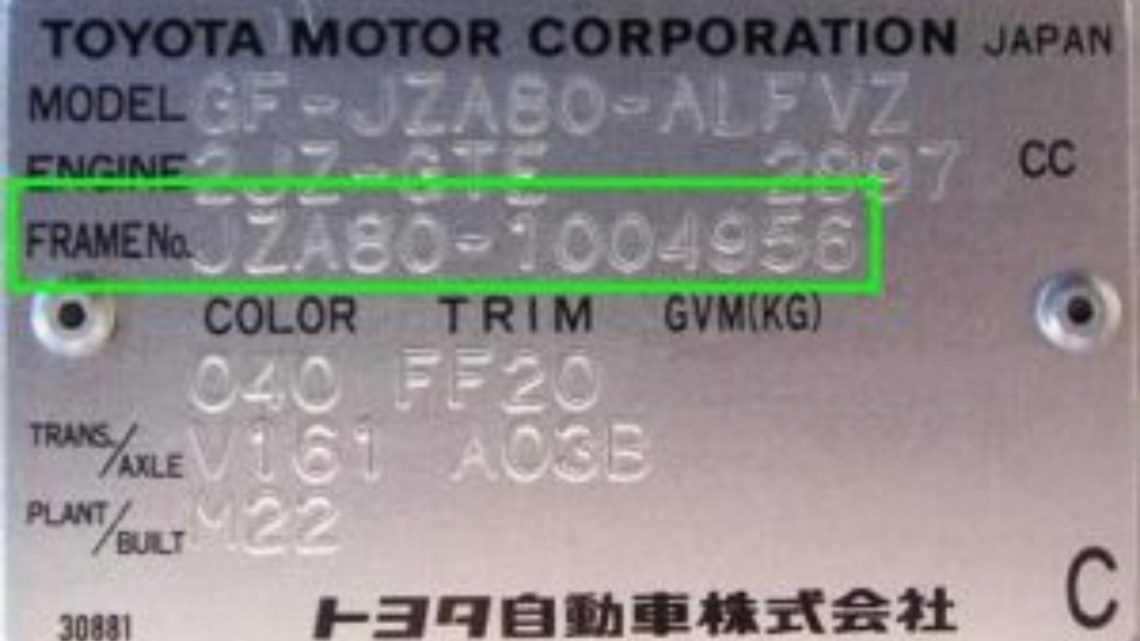 TOYOTA MOTOR CORPORATION JAPAN
MODEL GF-JZA80-ALFVZ
ENGINE 2JZ-GTE 2997 CC
FRAME No. JZA80-1004956
COLOR TRIM GVM(KG)
040 FF20
TRANS./AXLE V161 A03B
PLANT/BUILT M22
C
30881 トヨタ自動車株式会社